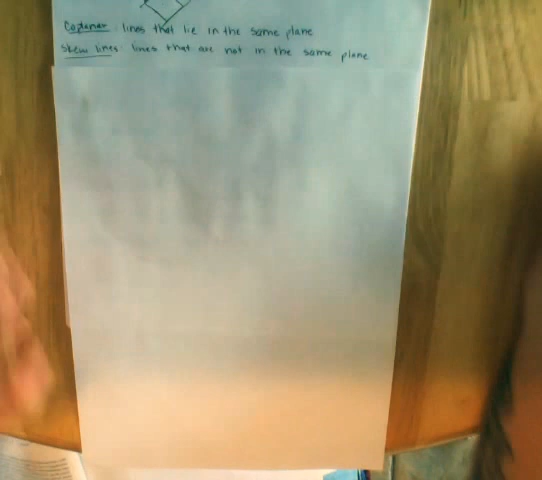 Coplanar: lines that lie in the same plane
Skew lines: lines that are not in the same plane